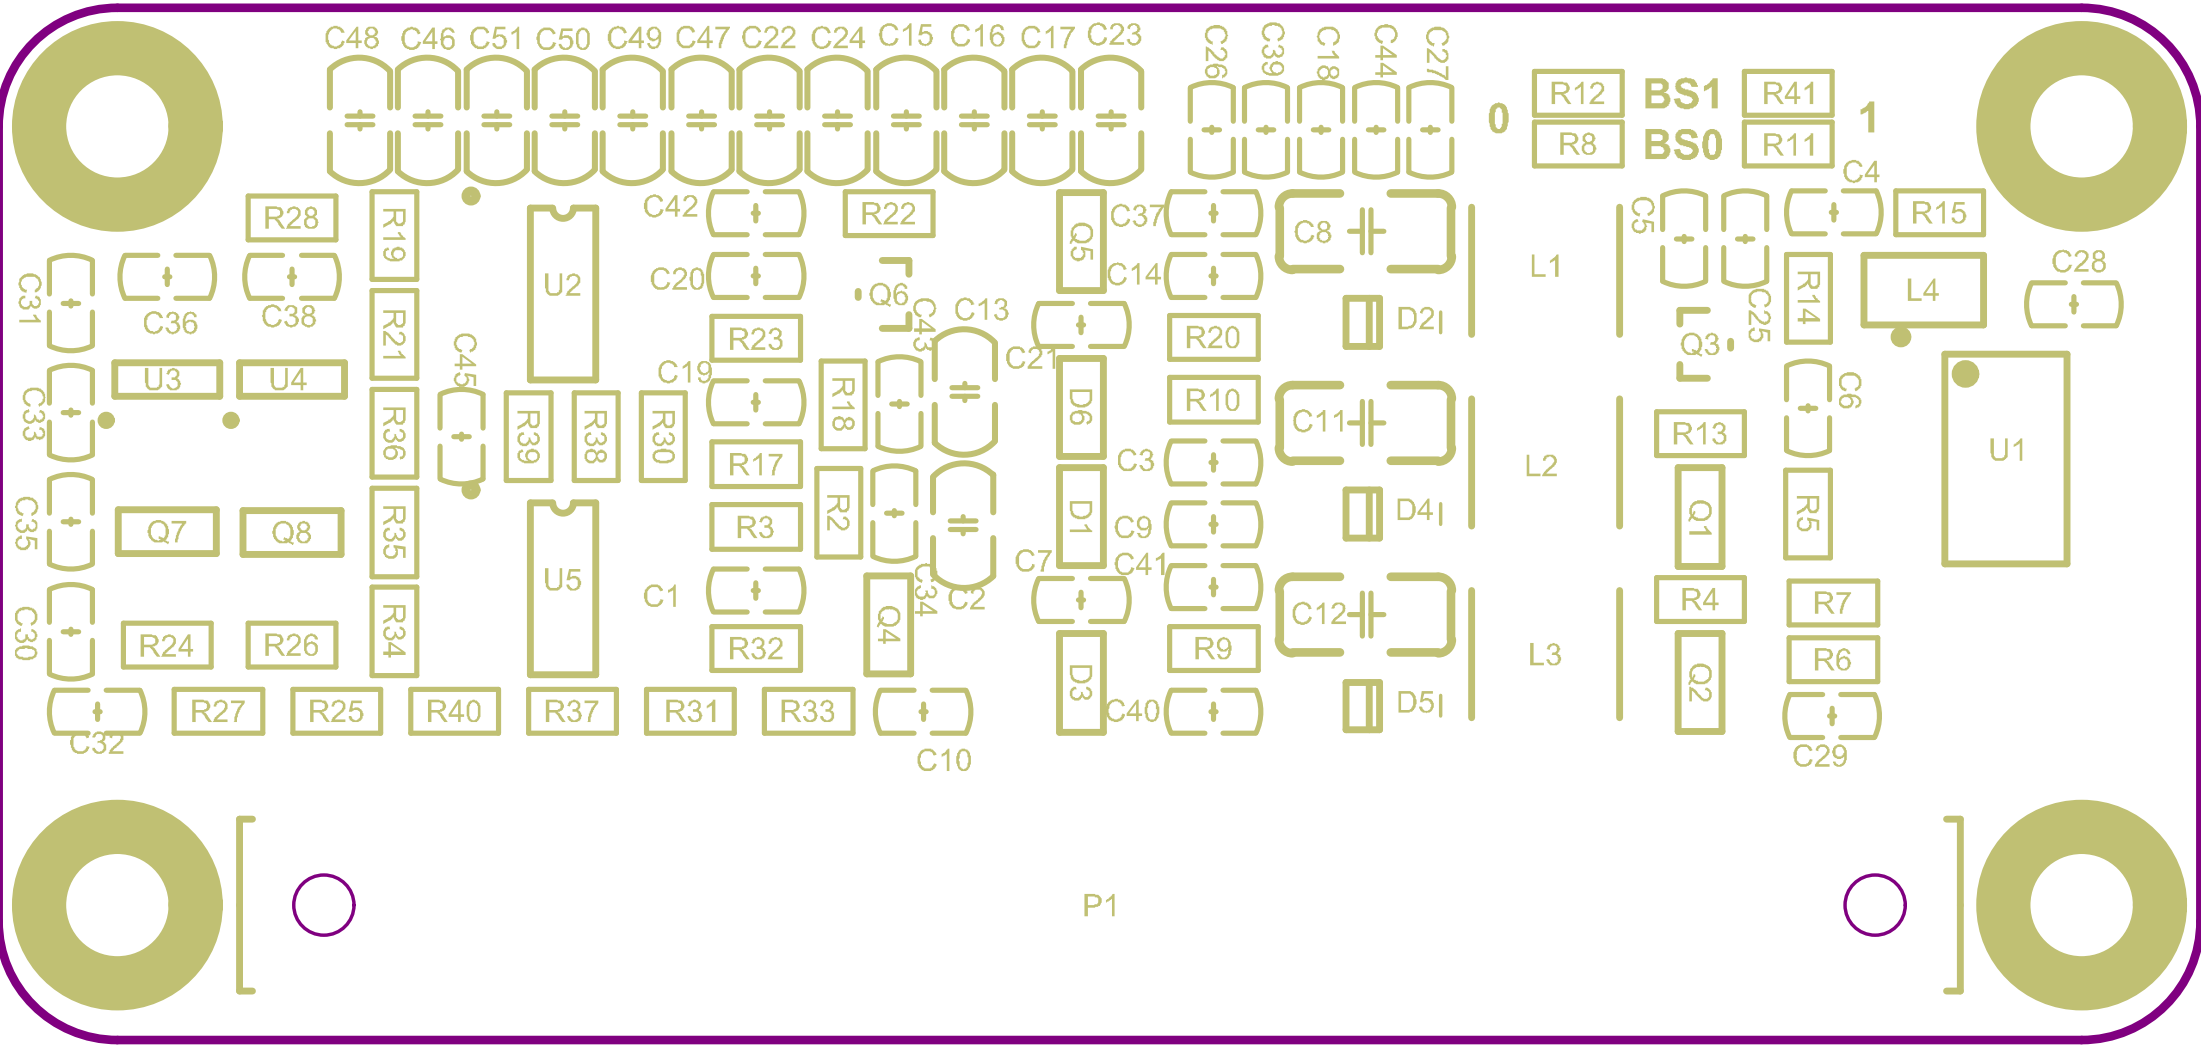 C48 C46 C51 C50 C49 C47 C22 C24 C15 C16 C17 C23
C26 C39 C18 C44 C27
R12 BS1 R41
0 1
R8 BS0 R11
C4
R28 R19 C42 R22 Q5 C37 C8 C5 R15
U2 C20 Q6 C14 L1 C28
C31 C36 C38 R21 R23 C43 C13 C21 R20 D2 Q3 C25 R14 L4
U3 U4 C45 C19
C33 R36 R39 R38 R30 R18 D6 R10 C11 R13 C6 U1
R17 C3 L2
C35 Q7 Q8 R35 R3 R2 D1 C9 D4 Q1 R5
U5 C1 C34 C2 C7 C41
C30 R24 R26 R34 R32 Q4 R9 C12 L3 R4 R7
R6
C32 R27 R25 R40 R37 R31 R33 C10 D3 C40 D5 Q2 C29
P1